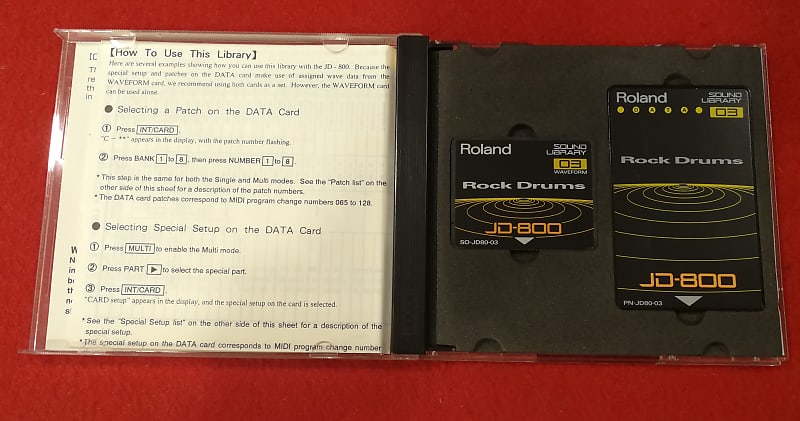 【How To Use This Library】
Here are several examples showing how you can use this library with the JD - 800. Because the
special setup and patches on the DATA card make use of assigned wave data from the
WAVEFORM card, we recommend using both cards as a set. However, the WAVEFORM card
can be used alone.
● Selecting a Patch on the DATA Card
① Press INT/CARD.
"C - **" appears in the display, with the patch number flashing.
② Press BANK 1 to 8, then press NUMBER 1 to 8.
* This step is the same for both the Single and Multi modes. See the "Patch list" on the
other side of this sheet for a description of the patch numbers.
* The DATA card patches correspond to MIDI program change numbers 065 to 128.
● Selecting Special Setup on the DATA Card
① Press MULTI to enable the Multi mode.
② Press PART ▶ to select the special part.
③ Press INT/CARD.
"CARD setup" appears in the display, and the special setup on the card is selected.
* See the "Special Setup list" on the other side of this sheet for a description of the
special setup.
* The special setup on the DATA card corresponds to MIDI program change number
Roland
SOUND
LIBRARY
03
WAVEFORM
Rock Drums
JD-800
SO-JD80-03
Roland
SOUND
LIBRARY
DATA
03
Rock Drums
JD-800
PN-JD80-03